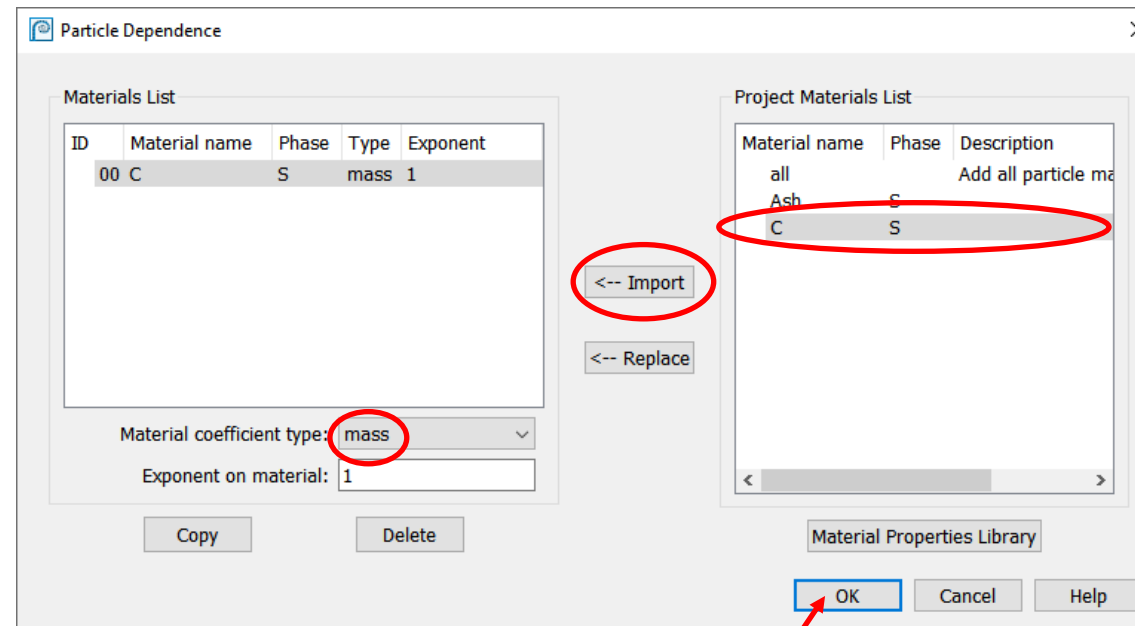 Particle Dependence
Materials List
ID Material name Phase Type Exponent
00 C S mass 1
Material coefficient type: mass
Exponent on material: 1
Copy Delete
<-- Import
<-- Replace
Project Materials List
Material name Phase Description
all Add all particle ma
Ash S
C S
Material Properties Library
OK Cancel Help